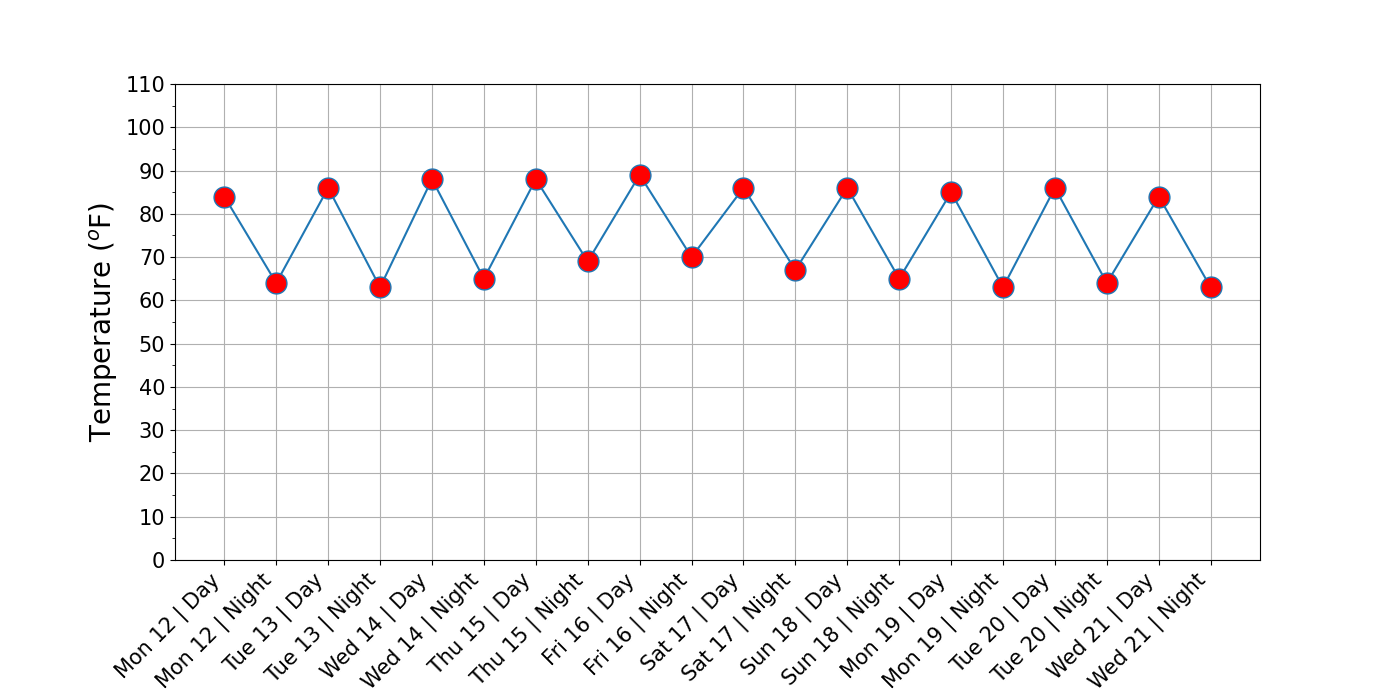 110
100
90
80
70
60
50
40
30
20
10
0
Temperature (°F)
Mon 12 | Day
Mon 12 | Night
Tue 13 | Day
Tue 13 | Night
Wed 14 | Day
Wed 14 | Night
Thu 15 | Day
Thu 15 | Night
Fri 16 | Day
Fri 16 | Night
Sat 17 | Day
Sat 17 | Night
Sun 18 | Day
Sun 18 | Night
Mon 19 | Day
Mon 19 | Night
Tue 20 | Day
Tue 20 | Night
Wed 21 | Day
Wed 21 | Night